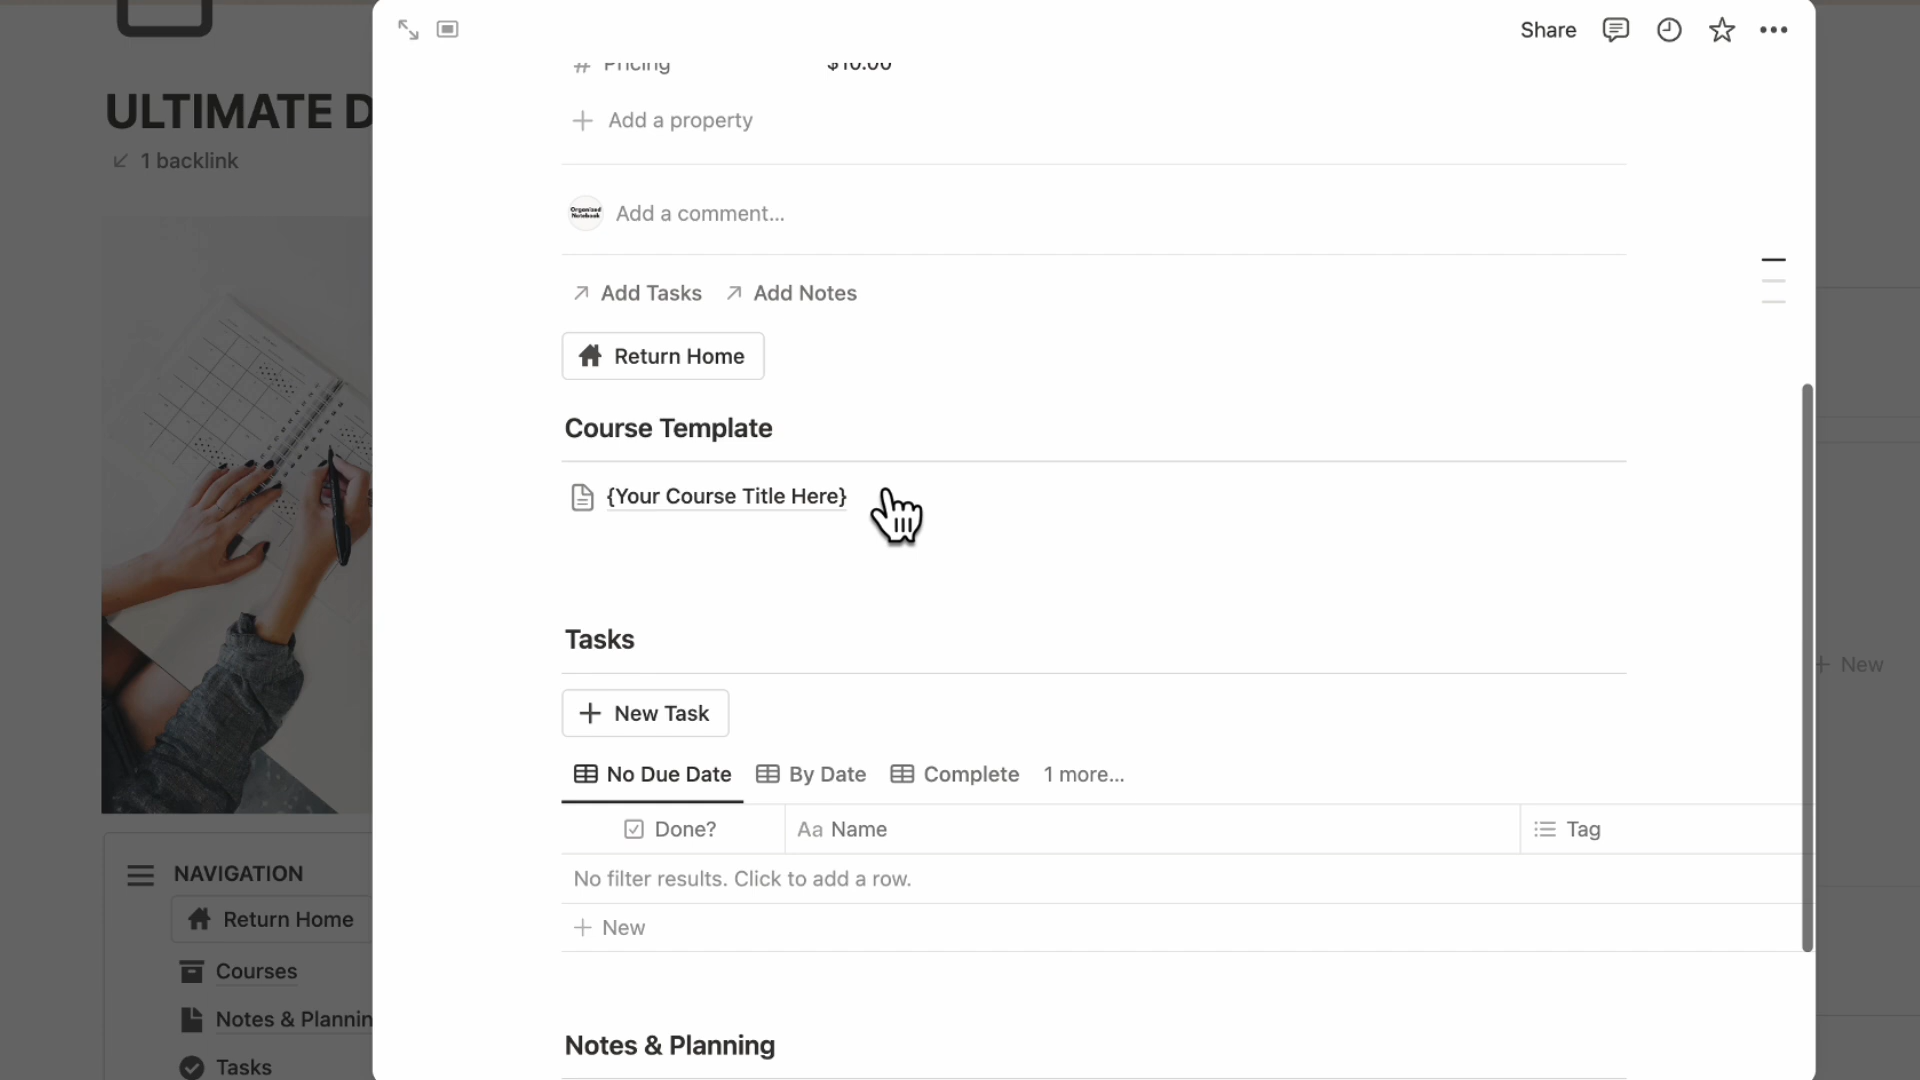 Share
Pricing $10.00
ULTIMATE D
Add a property
1 backlink
Organized
Notebook
Add a comment...
Add Tasks Add Notes
Return Home
Course Template
{Your Course Title Here}
Tasks
New
New Task
No Due Date By Date Complete 1 more...
Done? Aa Name Tag
NAVIGATION
No filter results. Click to add a row.
Return Home
New
Courses
Notes & Plannin
Notes & Planning
Tasks